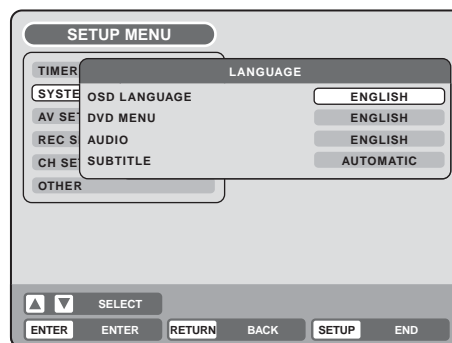 SETUP MENU
TIMER
LANGUAGE
SYSTE
OSD LANGUAGE ENGLISH
AV SE
DVD MENU ENGLISH
REC S
AUDIO ENGLISH
CH SE
SUBTITLE AUTOMATIC
OTHER
SELECT
ENTER ENTER RETURN BACK SETUP END